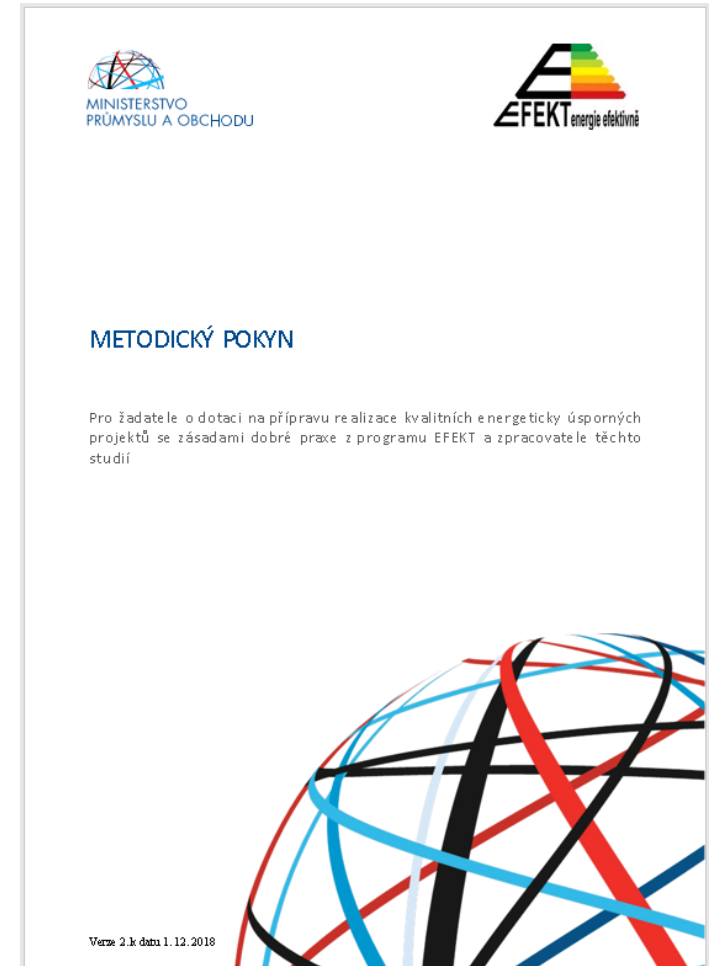 MINISTERSTVO
PRŮMYSLU A OBCHODU
EFEKT energie efektivně
METODICKÝ POKYN
Pro žadatele o dotaci na přípravu realizace kvalitních energeticky úsporných
projektů se zásadami dobré praxe z programu EFEKT a zpracovatele těchto
studií
Verze 2.k datu 1.12.2018